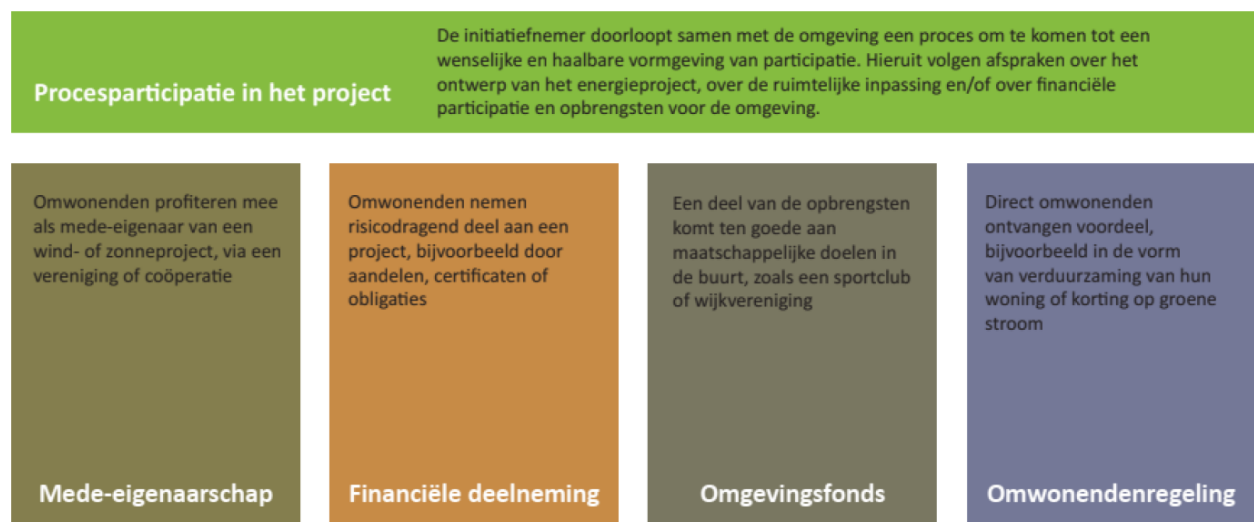 Procesparticipatie in het project
De initiatiefnemer doorloopt samen met de omgeving een proces om te komen tot een
wenselijke en haalbare vormgeving van participatie. Hieruit volgen afspraken over het
ontwerp van het energieproject, over de ruimtelijke inpassing en/of over financiële
participatie en opbrengsten voor de omgeving.
Omwonenden profiteren mee
als mede-eigenaar van een
wind- of zonneproject, via een
vereniging of coöperatie
Mede-eigenaarschap
Omwonenden nemen
risicodragend deel aan een
project, bijvoorbeeld door
aandelen, certificaten of
obligaties
Financiële deelneming
Een deel van de opbrengsten
komt ten goede aan
maatschappelijke doelen in
de buurt, zoals een sportclub
of wijkvereniging
Omgevingsfonds
Direct omwonenden
ontvangen voordeel,
bijvoorbeeld in de vorm
van verduurzaming van hun
woning of korting op groene
stroom
Omwonendenregeling